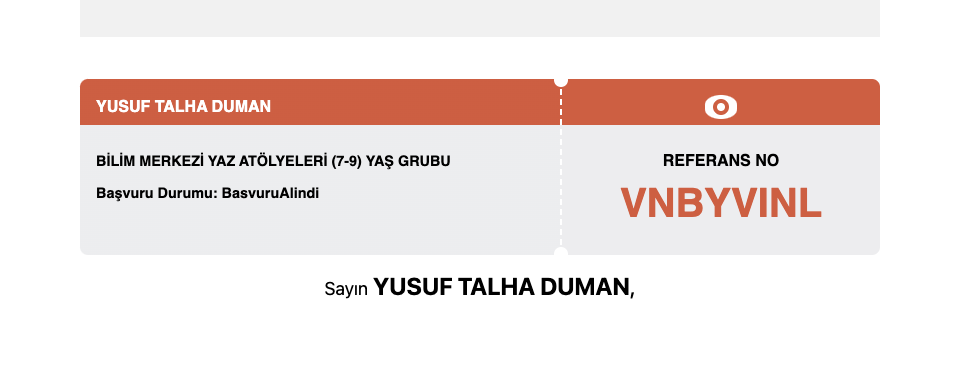 YUSUF TALHA DUMAN
BİLİM MERKEZİ YAZ ATÖLYELERİ (7-9) YAŞ GRUBU
Başvuru Durumu: BasvuruAlindi
REFERANS NO
VNBYVINL
Sayın YUSUF TALHA DUMAN,